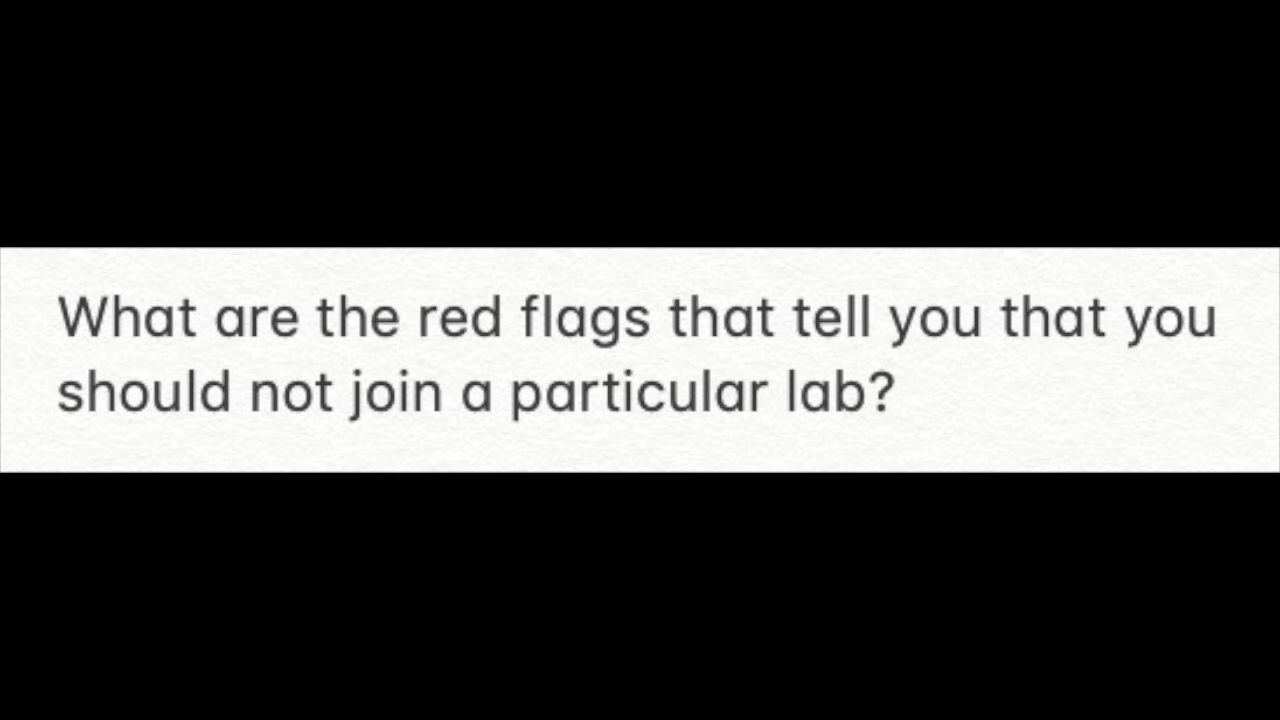 What are the red flags that tell you that you
should not join a particular lab?